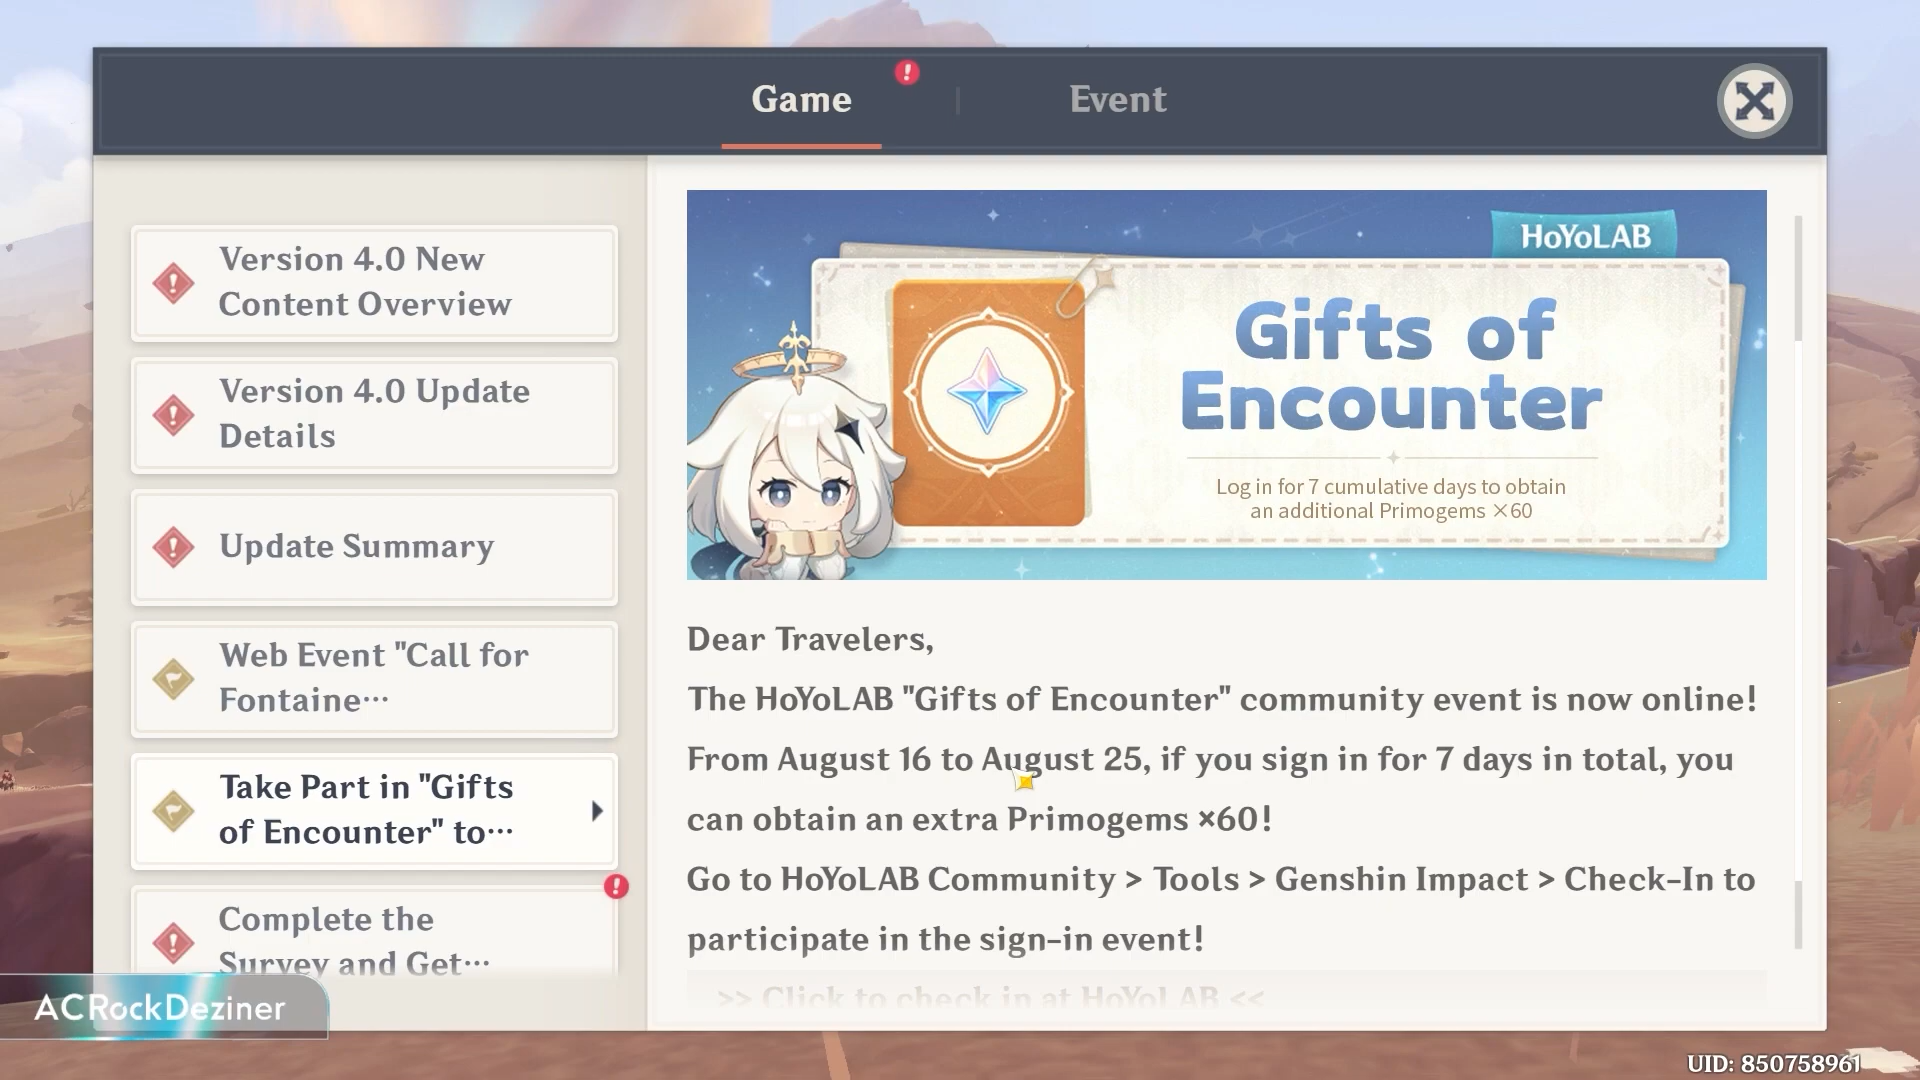 Game
Event
Version 4.0 New
Content Overview
Version 4.0 Update
Details
Update Summary
Web Event "Call for
Fontaine⋯
Take Part in "Gifts
of Encounter" to⋯
Complete the
Survey and Get⋯
HoYoLAB
Gifts of
Encounter
Log in for 7 cumulative days to obtain
an additional Primogems ×60
Dear Travelers,
The HoYoLAB "Gifts of Encounter" community event is now online!
From August 16 to August 25, if you sign in for 7 days in total, you
can obtain an extra Primogems ×60!
Go to HoYoLAB Community > Tools > Genshin Impact > Check-In to
participate in the sign-in event!
>> Click to check in at HoYoLAB <<
ACRockDeziner
UID: 850758961